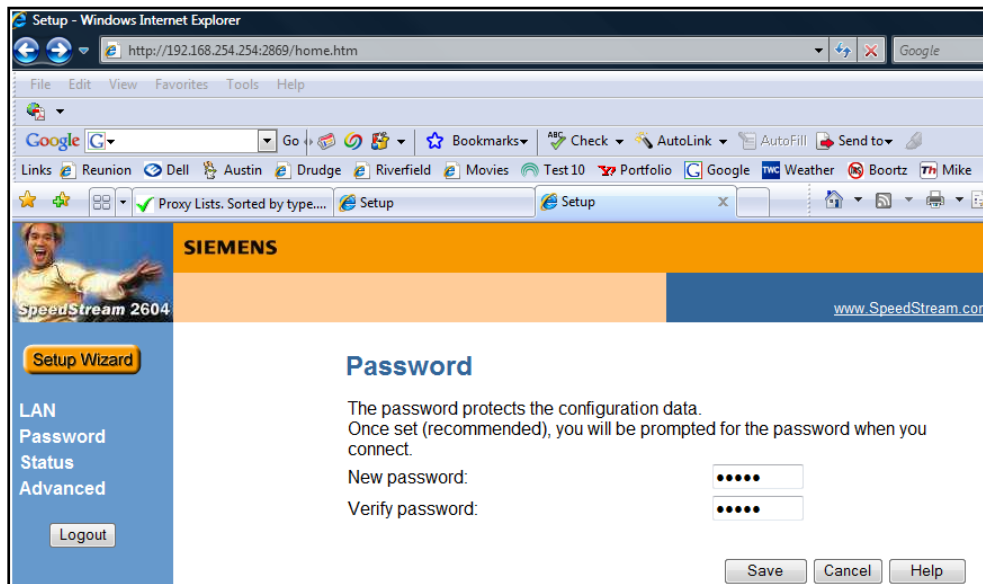 Setup - Windows Internet Explorer
http://192.168.254.254:2869/home.htm
Google
File Edit View Favorites Tools Help
Google G Go Bookmarks ABC Check AutoLink AutoFill Send to
Links Reunion Dell Austin Drudge Riverfield Movies Test 10 Portfolio Google TWC Weather Boortz Th Mike
Proxy Lists. Sorted by type.... Setup Setup X
SIEMENS
SpeedStream 2604
www.SpeedStream.com
Setup Wizard
Password
LAN
Password
Status
Advanced
Logout
The password protects the configuration data.
Once set (recommended), you will be prompted for the password when you
connect.
New password: •••••
Verify password: •••••
Save Cancel Help